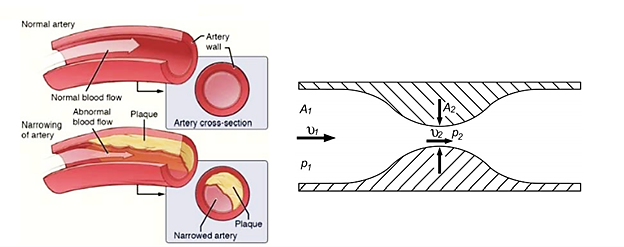 Normal artery
Artery
wall
Normal blood flow
Artery cross-section
Narrowing
of artery
Abnormal
blood flow
Plaque
Plaque
Narrowed artery
A1
A2
υ1
υ2 p2
p1